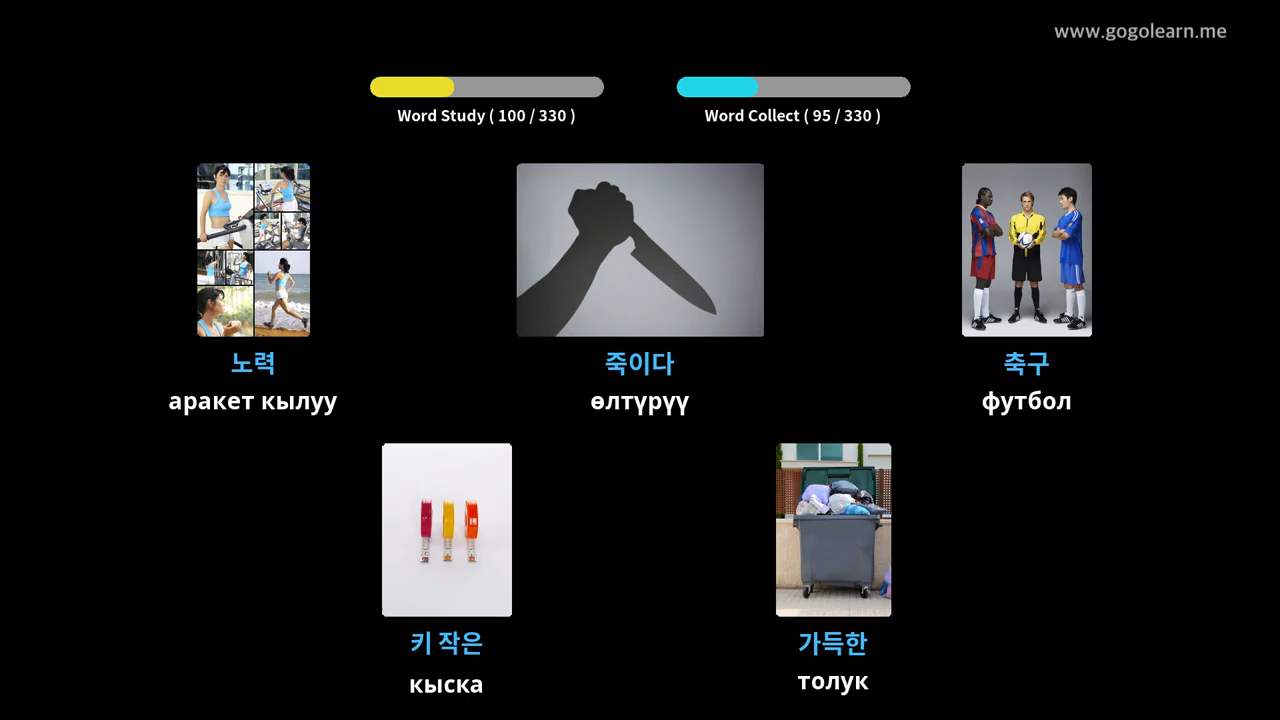 www.gogolearn.me
Word Study ( 100 / 330 )
Word Collect ( 95 / 330 )
노력
аракет кылуу
죽이다
өлтүрүү
축구
футбол
키 작은
кыска
가득한
толук